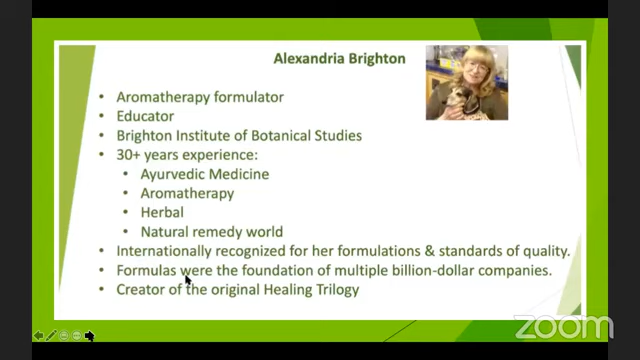 Alexandria Brighton
• Aromatherapy formulator
• Educator
• Brighton Institute of Botanical Studies
• 30+ years experience:
• Ayurvedic Medicine
• Aromatherapy
• Herbal
• Natural remedy world
• Internationally recognized for her formulations & standards of quality.
• Formulas were the foundation of multiple billion-dollar companies.
• Creator of the original Healing Trilogy
zoom